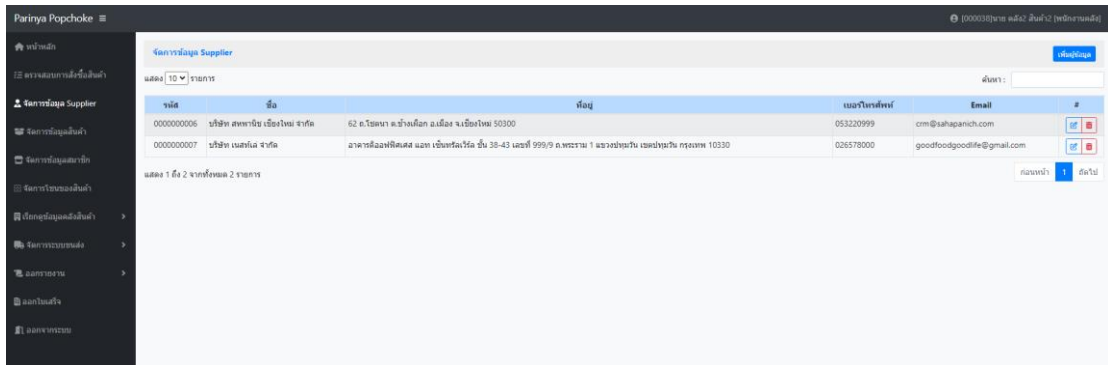 Parinya Popchoke
[000038]นาย คลัง2 สินค้า2 [พนักงานคลัง]
หน้าหลัก
ตรวจสอบการสั่งซื้อสินค้า
จัดการข้อมูล Supplier
จัดการข้อมูลสินค้า
จัดการข้อมูลสมาชิก
จัดการโซนของสินค้า
เรียกดูข้อมูลคลังสินค้า
จัดการระบบขนส่ง
ออกรายงาน
ออกใบเสร็จ
ออกจากระบบ
จัดการข้อมูล Supplier
เพิ่มผู้ข้อมูล
แสดง 10 รายการ
ค้นหา :
รหัส ชื่อ ที่อยู่ เบอร์โทรศัพท์ Email #
0000000006 บริษัท สหพานิช เชียงใหม่ จำกัด 62 ถ.โชตนา ต.ช้างเผือก อ.เมือง จ.เชียงใหม่ 50300 053220999 crm@sahapanich.com
0000000007 บริษัท เนสท์เล่ จำกัด อาคารดิออฟฟิศเศส แอท เซ็นทรัลเวิร์ล ชั้น 38-43 เลขที่ 999/9 ถ.พระราม 1 แขวงปทุมวัน เขตปทุมวัน กรุงเทพ 10330 026578000 goodfoodgoodlife@gmail.com
แสดง 1 ถึง 2 จากทั้งหมด 2 รายการ
ก่อนหน้า 1 ถัดไป